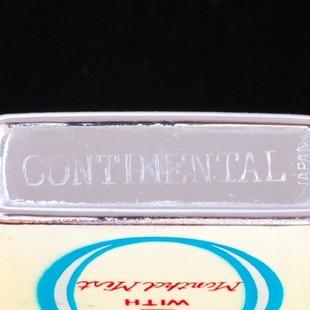 CONTINENTAL
JAPAN
Menthol Mist
WITH